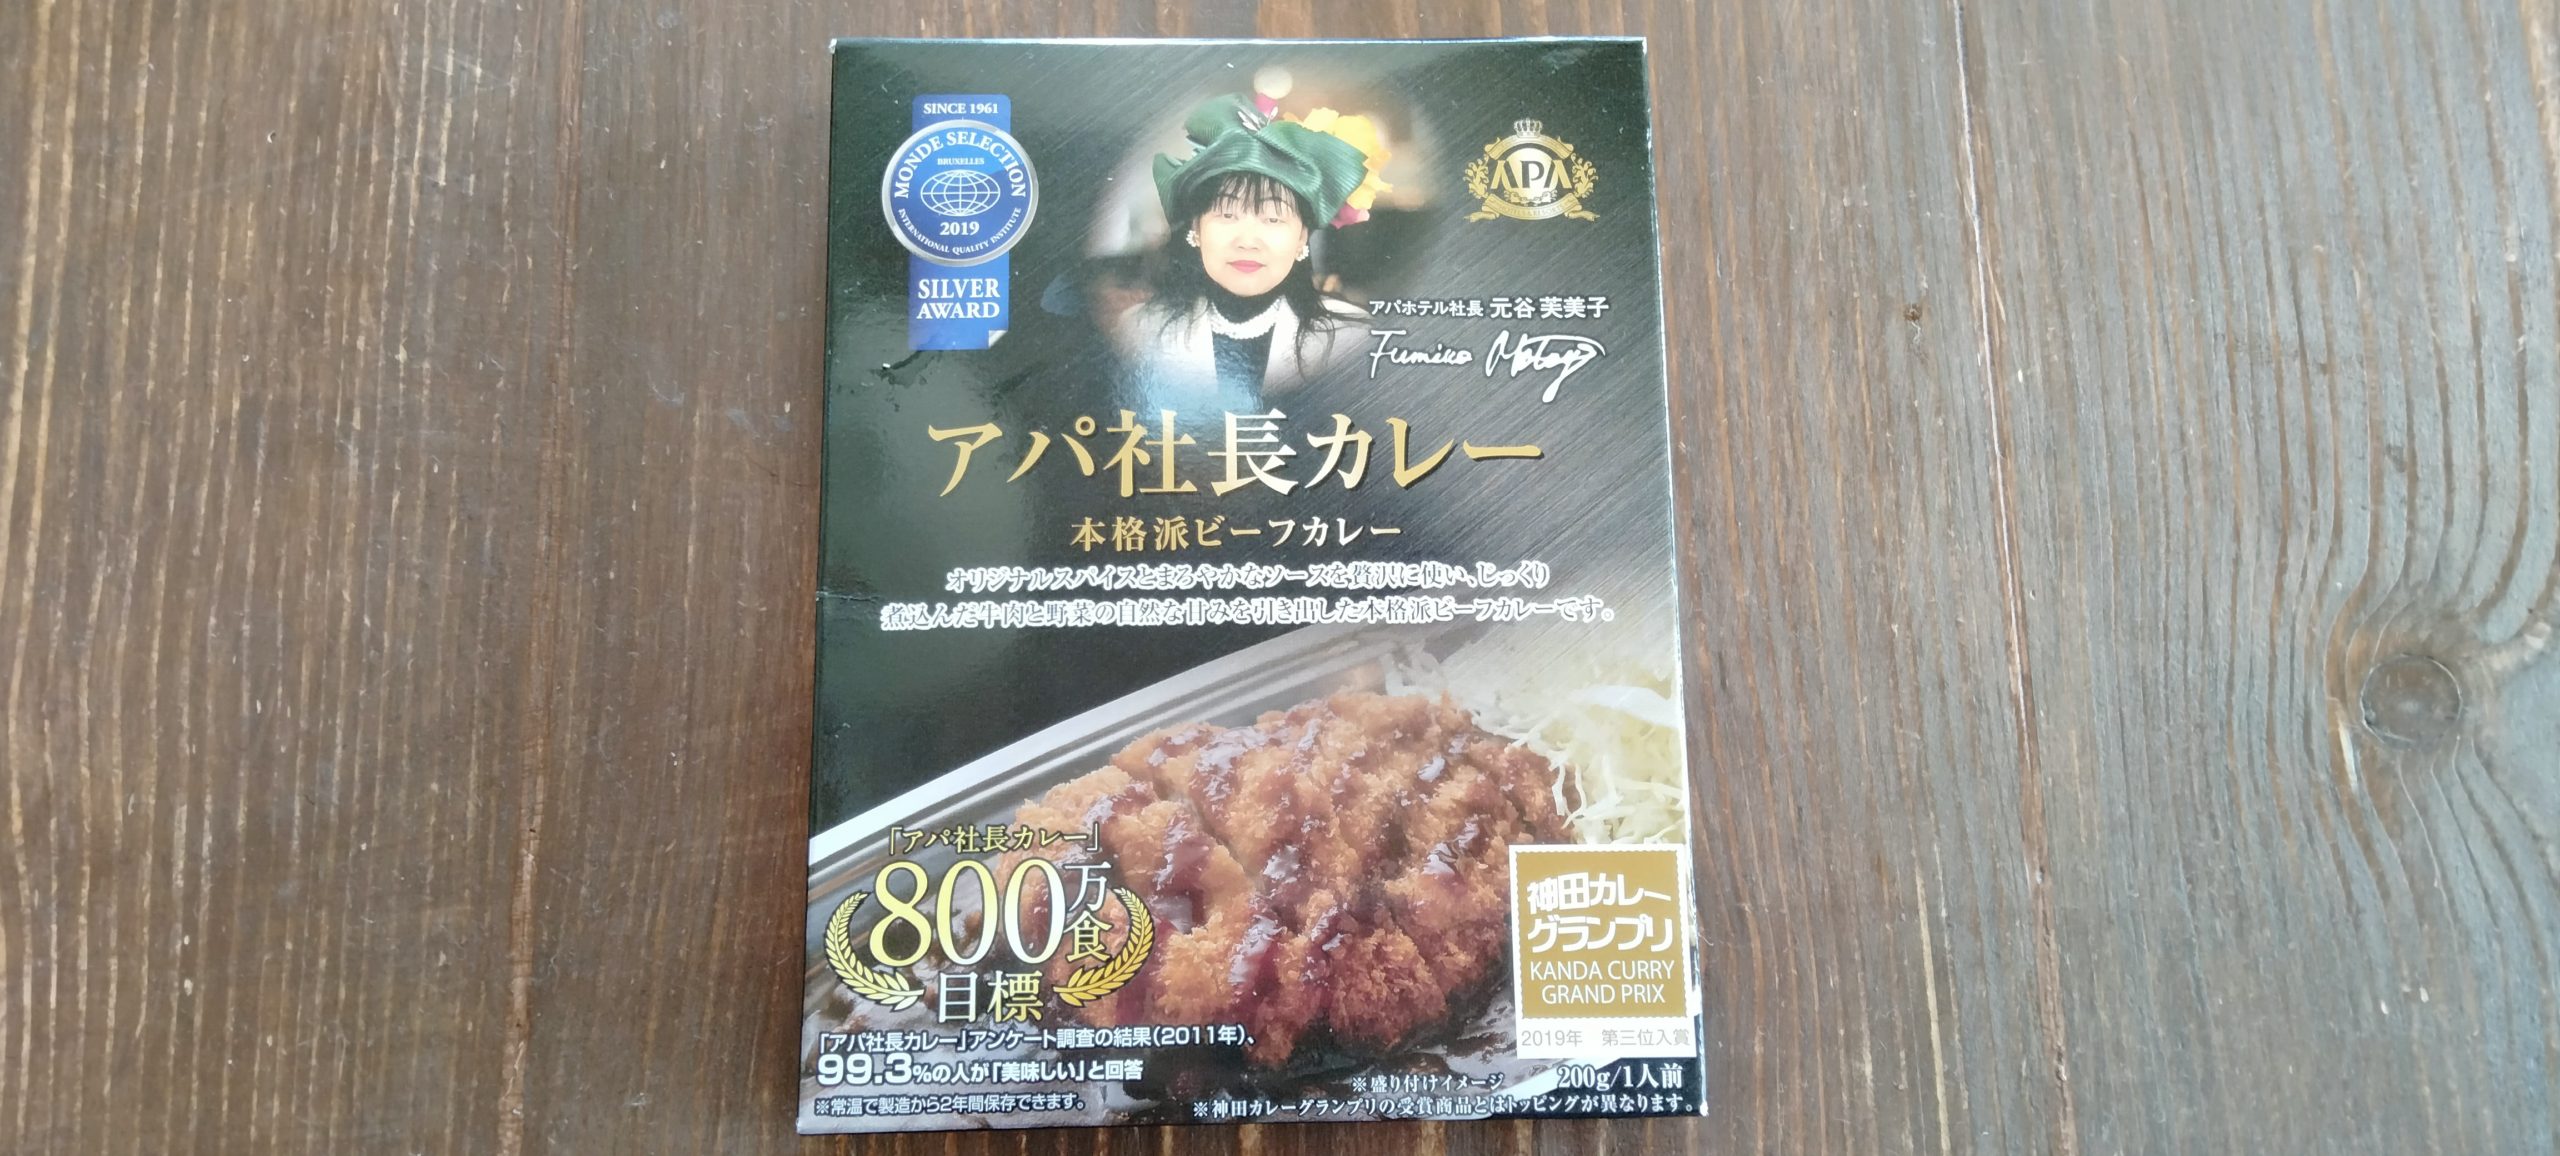 SINCE 1961
MONDE SELECTION
BRUXELLES
2019
INTERNATIONAL QUALITY INSTITUTE
SILVER
AWARD
APA
アパホテル社長 元谷 芙美子
Fumiko Motoya
アパ社長カレー
本格派ビーフカレー
オリジナルスパイスとまろやかなソースを贅沢に使い、じっくり
煮込んだ牛肉と野菜の自然な甘みを引き出した本格派ビーフカレーです。
「アパ社長カレー」
800万食
目標
「アパ社長カレー」アンケート調査の結果(2011年)、
99.3%の人が「美味しい」と回答
※常温で製造から2年間保存できます。
神田カレー
グランプリ
KANDA CURRY
GRAND PRIX
2019年 第三位入賞
※盛り付けイメージ 200g/1人前
※神田カレーグランプリの受賞商品とはトッピングが異なります。